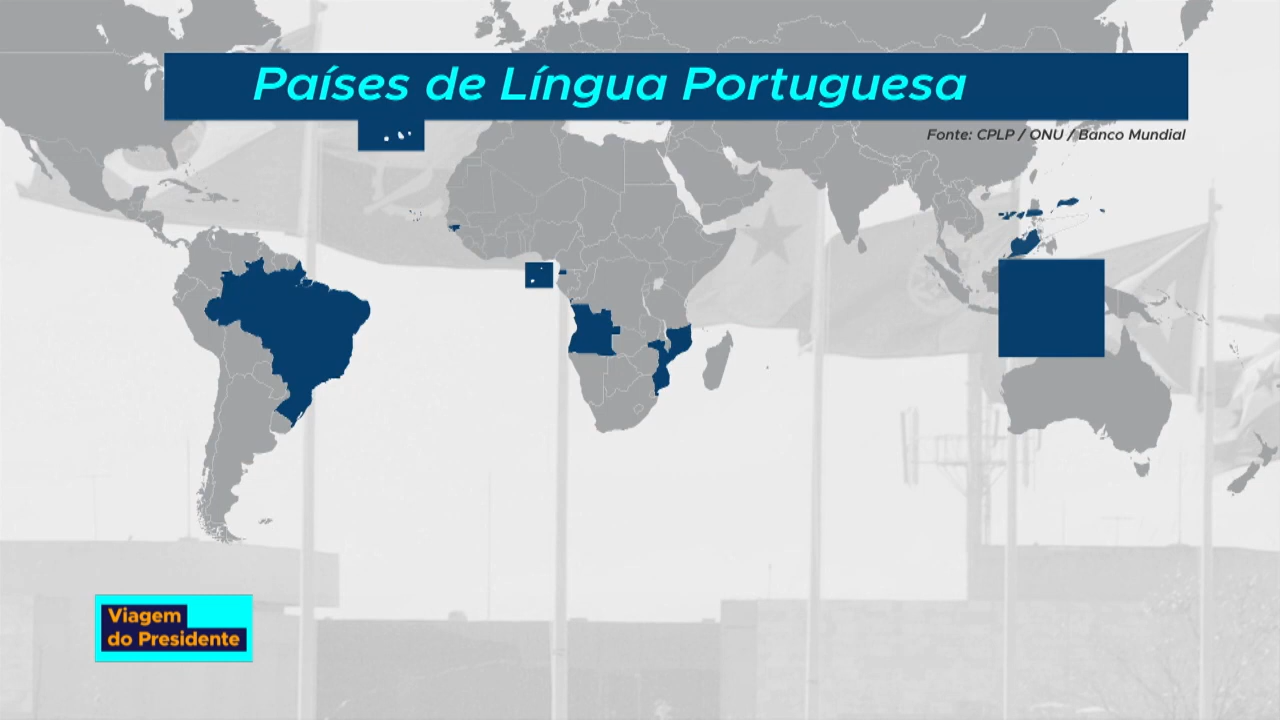 Países de Língua Portuguesa
Fonte: CPLP / ONU / Banco Mundial
Viagem
do Presidente